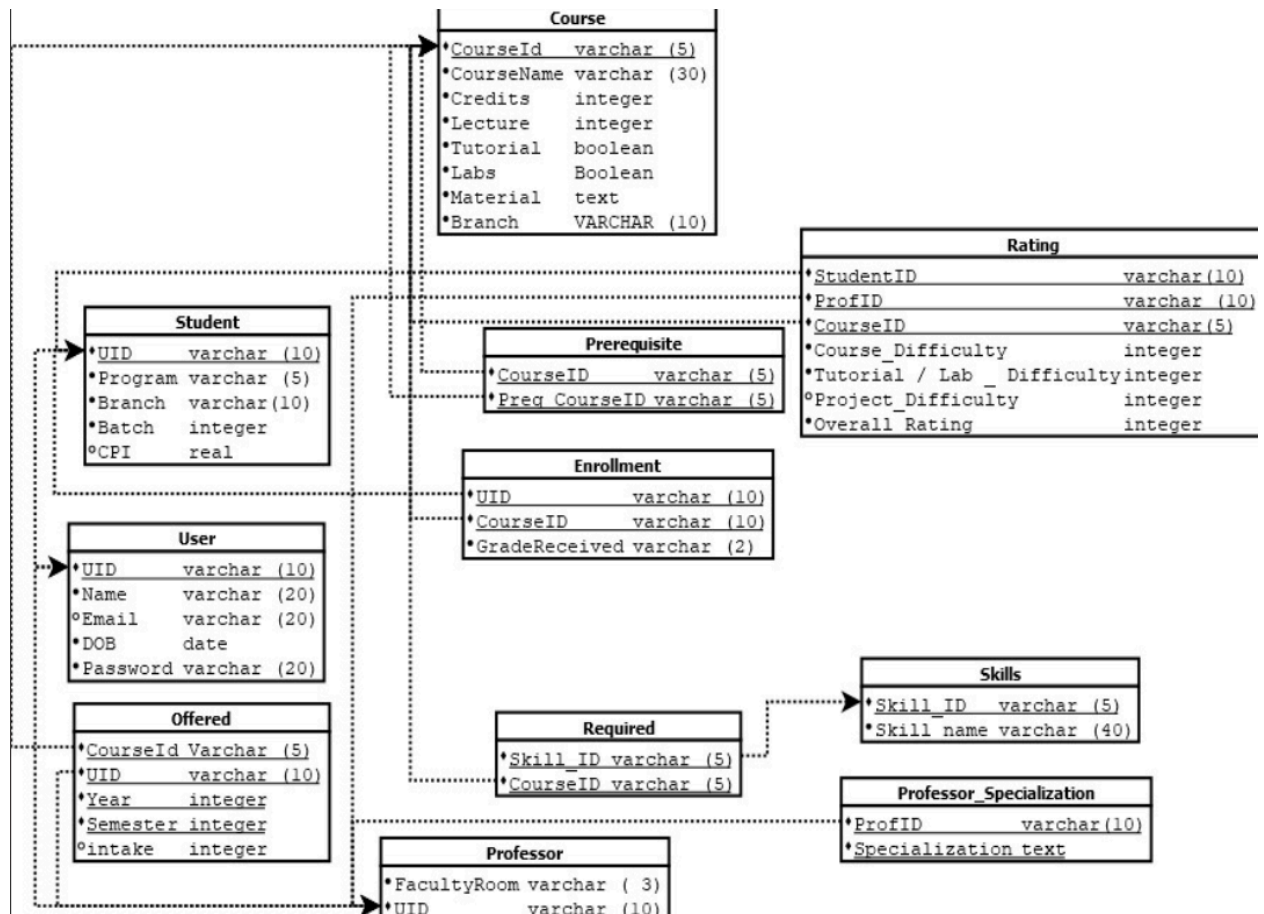 Course
CourseId varchar (5)
CourseName varchar (30)
Credits integer
Lecture integer
Tutorial boolean
Labs Boolean
Material text
Branch VARCHAR (10)
Rating
StudentID varchar(10)
ProfID varchar (10)
CourseID varchar(5)
Course_Difficulty integer
Tutorial / Lab _ Difficulty integer
Project_Difficulty integer
Overall_Rating integer
Student
UID varchar (10)
Program varchar (5)
Branch varchar(10)
Batch integer
CPI real
Prerequisite
CourseID varchar (5)
Preq_CourseID varchar (5)
Enrollment
UID varchar (10)
CourseID varchar (10)
GradeReceived varchar (2)
User
UID varchar (10)
Name varchar (20)
Email varchar (20)
DOB date
Password varchar (20)
Skills
Skill_ID varchar (5)
Skill_name varchar (40)
Offered
CourseId Varchar (5)
UID varchar (10)
Year integer
Semester integer
intake integer
Required
Skill_ID varchar (5)
CourseID varchar (5)
Professor_Specialization
ProfID varchar(10)
Specialization text
Professor
FacultyRoom varchar ( 3)
UID varchar (10)